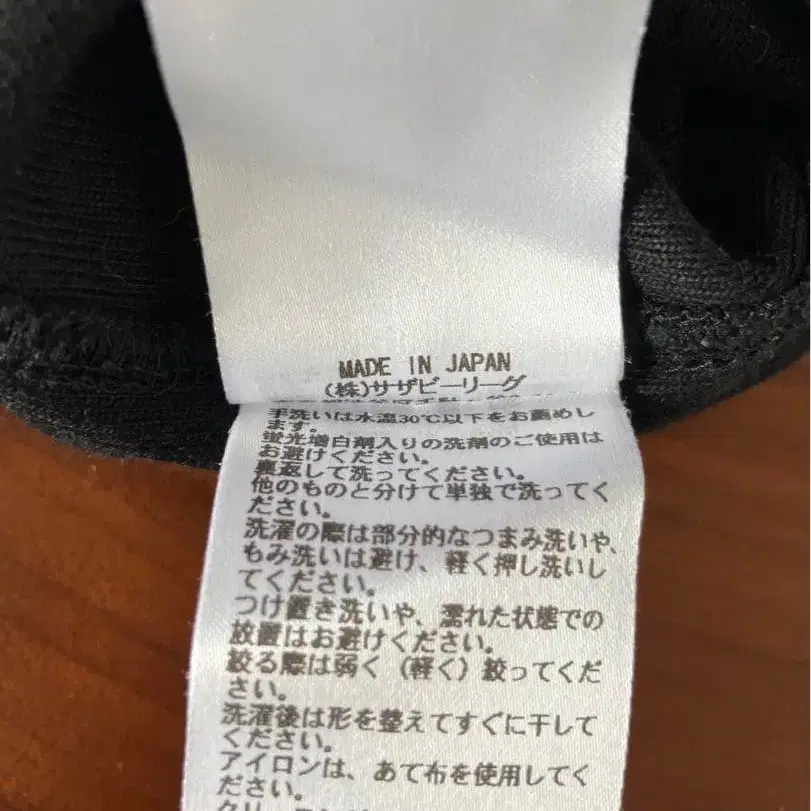 MADE IN JAPAN
(株)サザビーリーグ
手洗いは水温30℃以下をお薦めし
ます。
蛍光増白剤入りの洗剤のご使用は
お避けください。
裏返して洗ってください。
他のものと分けて単独で洗ってく
ださい。
洗濯の際は部分的なつまみ洗いや、
もみ洗いは避け、軽く押し洗いし
てください。
つけ置き洗いや、濡れた状態での
放置はお避けください。
絞る際は弱く(軽く)絞ってくだ
さい。
洗濯後は形を整えてすぐに干して
ください。
アイロンは、あて布を使用してく
ださい。